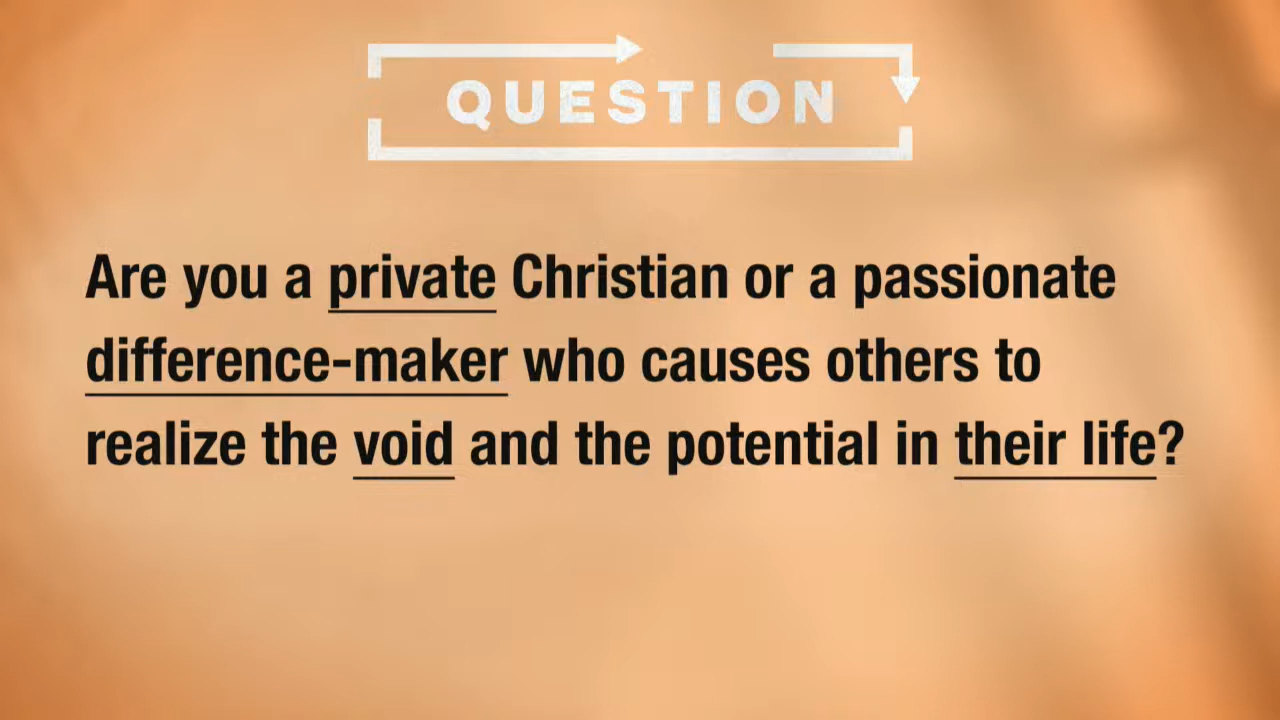 QUESTION
Are you a private Christian or a passionate
difference-maker who causes others to
realize the void and the potential in their life?